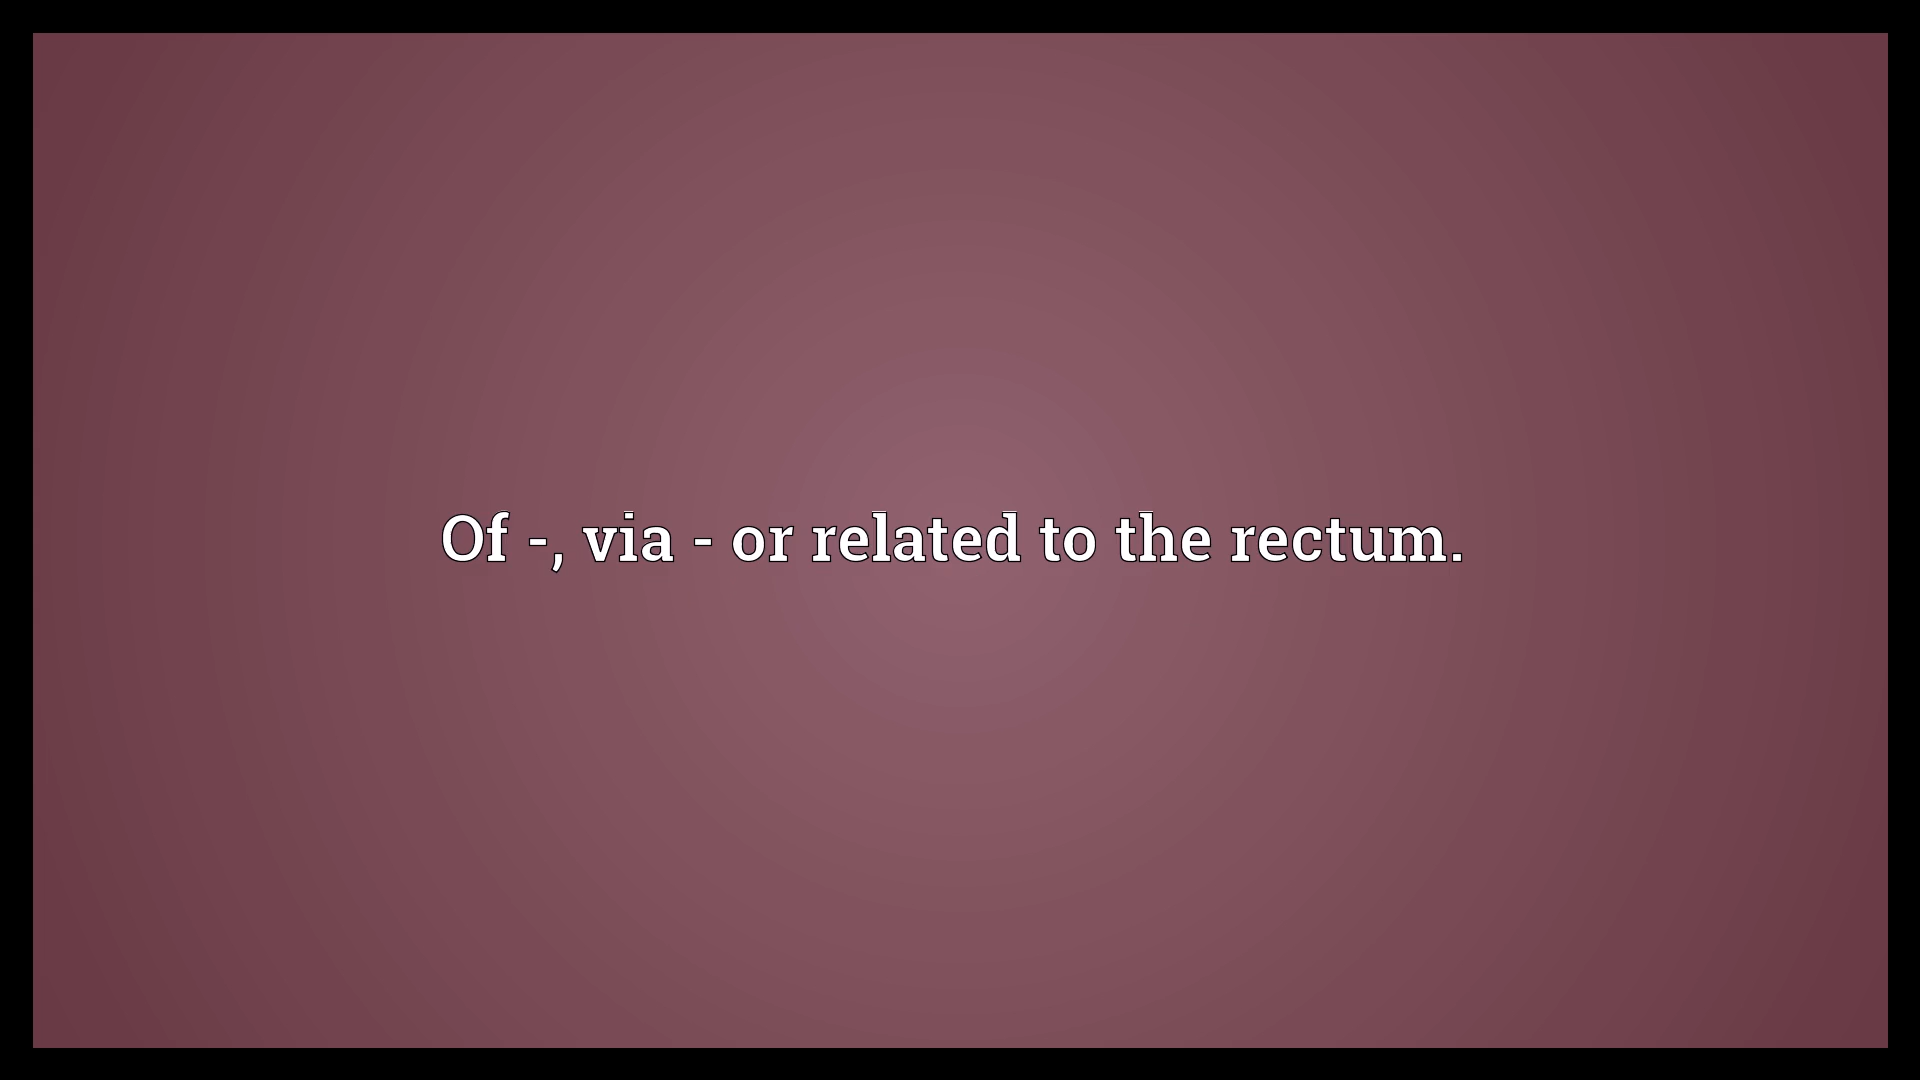 Of -, via - or related to the rectum.